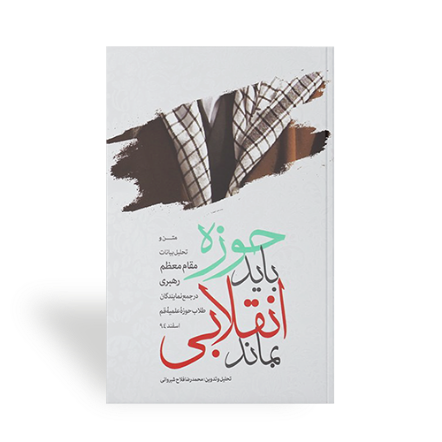 حوزه
باید
انقلابی
بماند
متن و
تحلیل بیانات
مقام معظم
رهبری
در جمع نمایندگان
طلاب حوزهٔ علمیهٔ قم
اسفند ۹٤
تحلیل و تدوین: محمدرضا فلاح شیروانی